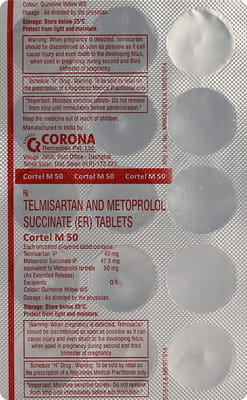 Colour: Quinoline Yellow WS
Dosage : As directed by the physician.
Storage: Store below 25°C.
Protect from light and moisture.
Warning: When pregnancy is detected, Telmisartan
should be discontinued as soon as possible as it can
cause injury and even death to the developing fetus,
when used in pregnancy during second and third
trimester of pregnancy
Schedule "H" Drug : Warning: To be sold by retail on
the prescription of a Registered Medical Practitioner only.
"Important: Moisture sensitive tablets- Do not remove
from strip until immediately before administration."
Keep the medicine out of reach of children.
Manufactured in India by
CORONA
Remedies Pvt. Ltd.
Village Jatoli, Post Office
Solan (H.P.)
Cortel M 50 Cortel M 50 Cortel M 50
Rx
TELMISARTAN AND METOPROLOL
SUCCINATE (ER) TABLETS
Cortel M 50
Each uncoated bilayered tablet contains:
Telmisartan IP 40 mg
Metoprolol Succinate IP 47.5 mg
equivalent to Metoprolol tartrate 50 mg
(As Extended Release)
Excipients Q.S.
Colour: Quinoline Yellow WS
Dosage : As directed by the physician.
Storage: Store below 25°C.
Protect from light and moisture.
Warning: When pregnancy is detected, Telmisartan
should be discontinued as soon as possible as it can
cause injury and even death to the developing fetus,
when used in pregnancy during second and third
trimester of pregnancy
Schedule "H" Drug : Warning: To be sold by retail on
the prescription of a Registered Medical Practitioner only.
"Important: Moisture sensitive tablets- Do not remove
from strip until immediately before administration."